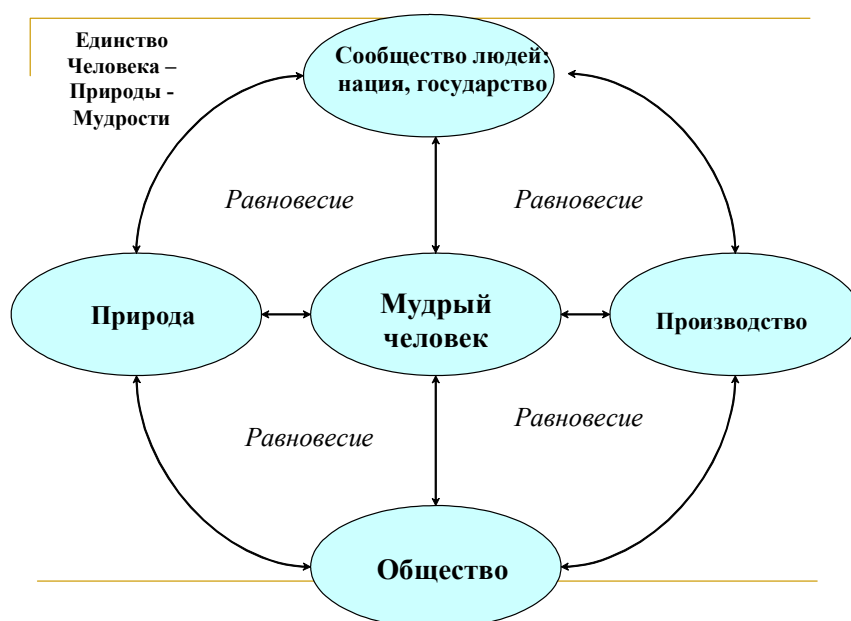 Единство
Человека –
Природы -
Мудрости
Сообщество людей:
нация, государство
Равновесие
Равновесие
Природа
Мудрый
человек
Производство
Равновесие
Равновесие
Общество